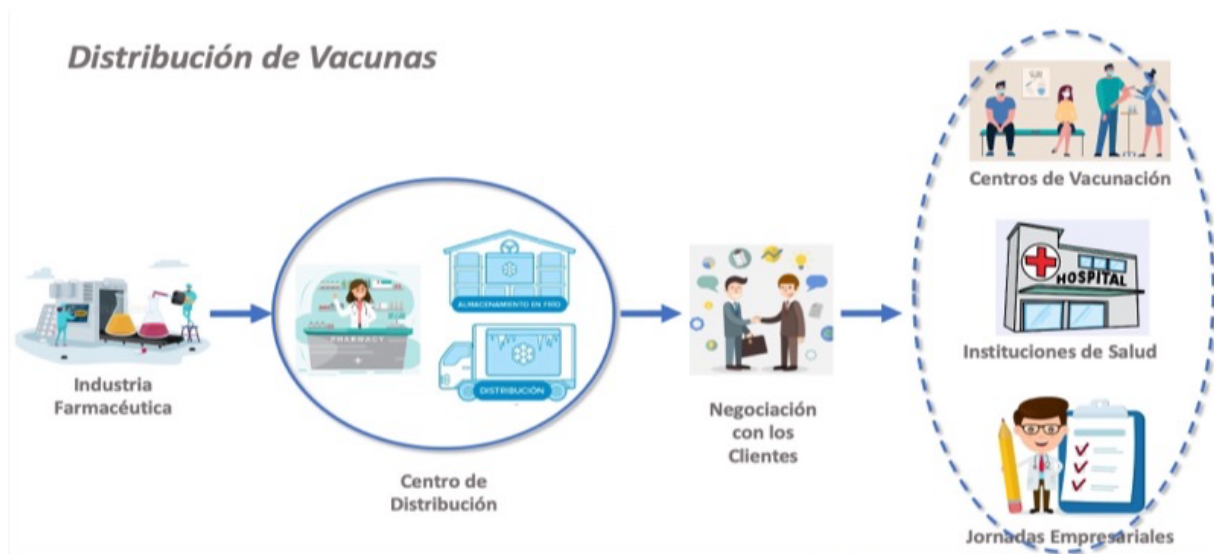 Distribución de Vacunas
Centros de Vacunación
ALMACENAMIENTO EN FRÍO
PHARMACY
DISTRIBUCIÓN
HOSPITAL
Instituciones de Salud
Industria
Farmacéutica
Centro de
Distribución
Negociación
con los
Clientes
Jornadas Empresariales